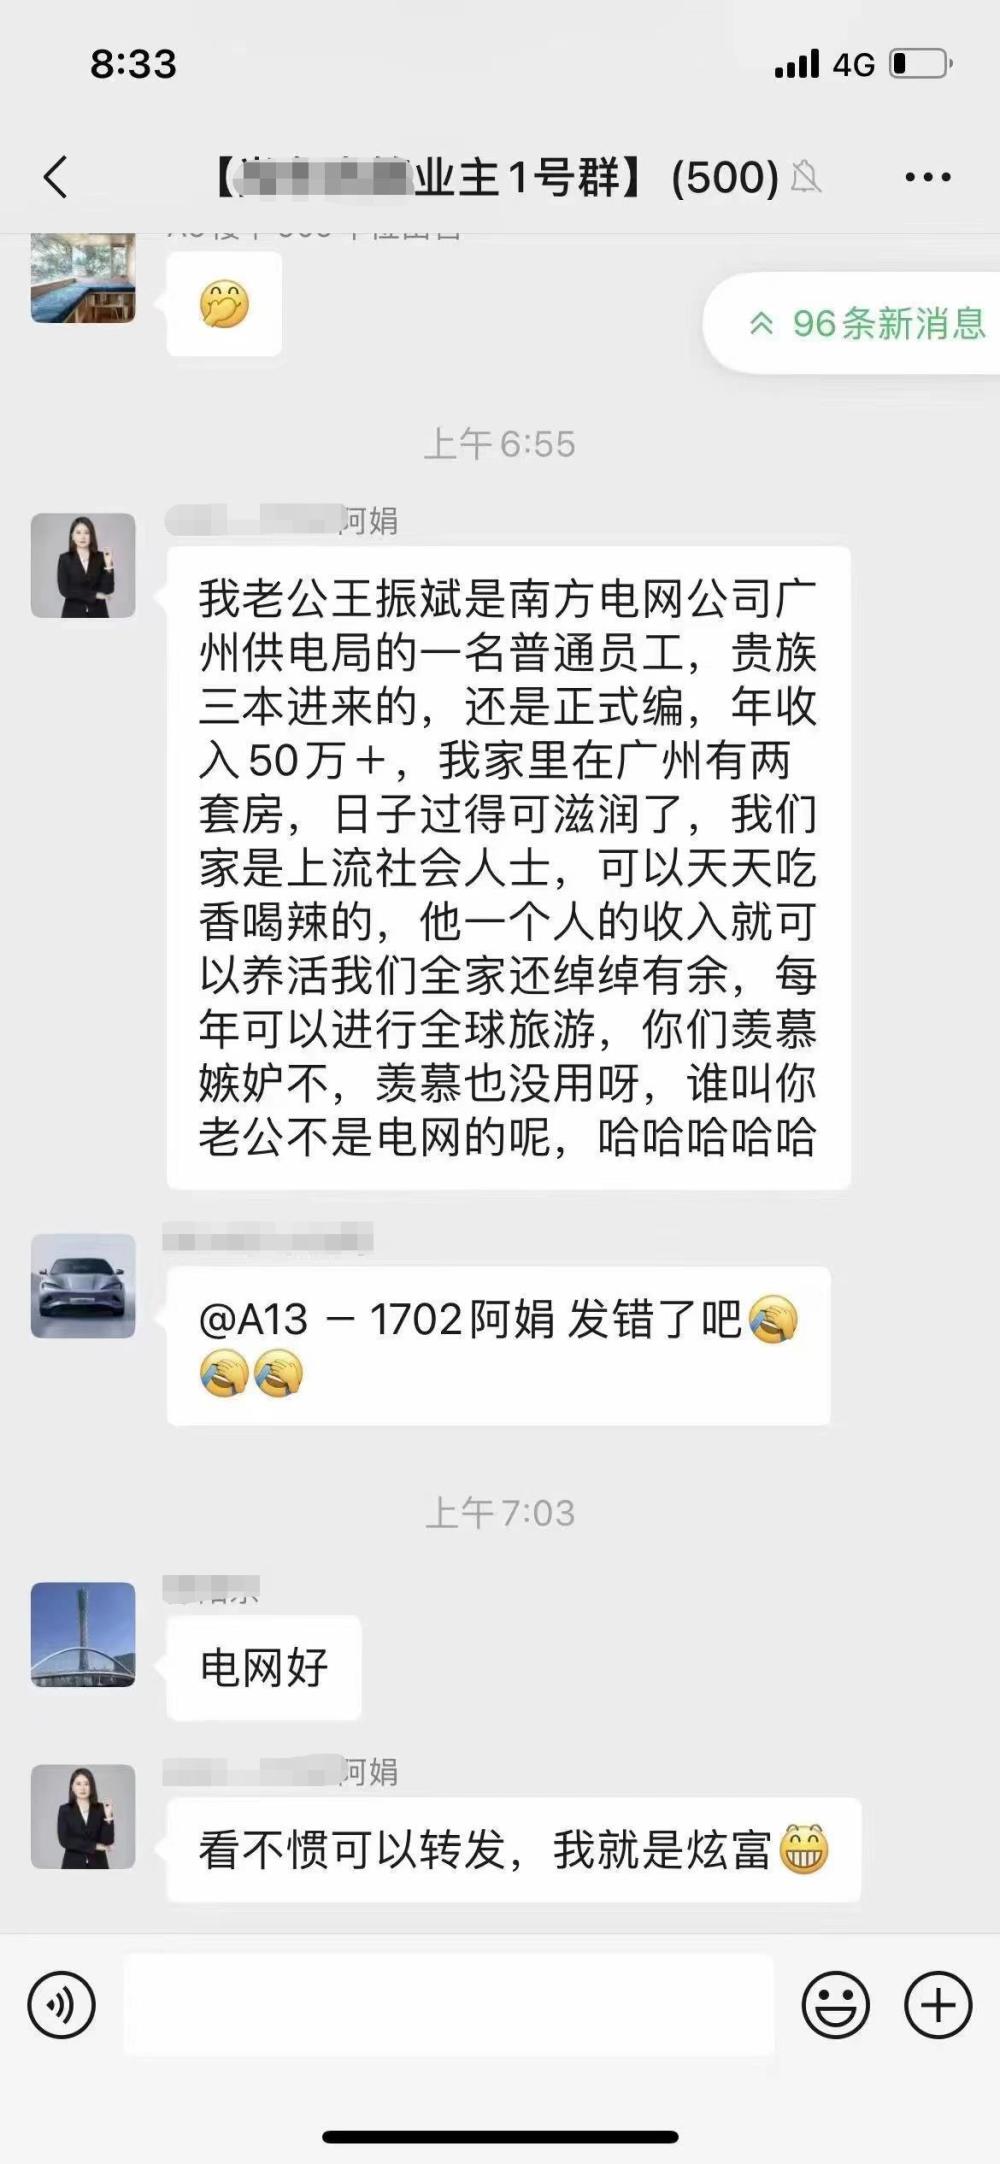 8:33
4G
业主1号群】(500)
96条新消息
上午6:55
阿娟
我老公王振斌是南方电网公司广
州供电局的一名普通员工，贵族
三本进来的，还是正式编，年收
入50万＋，我家里在广州有两
套房，日子过得可滋润了，我们
家是上流社会人士，可以天天吃
香喝辣的，他一个人的收入就可
以养活我们全家还绰绰有余，每
年可以进行全球旅游，你们羡慕
嫉妒不，羡慕也没用呀，谁叫你
老公不是电网的呢，哈哈哈哈哈
@A13 － 1702阿娟 发错了吧🤦
🤦🤦
上午7:03
电网好
阿娟
看不惯可以转发，我就是炫富😁